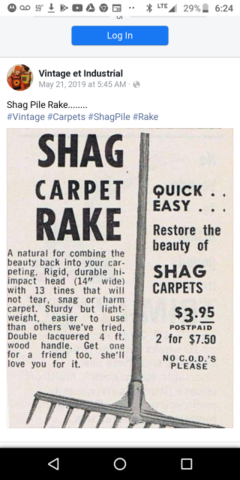 LTE 29% 6:24
Log In
Vintage et Industrial
May 21, 2019 at 5:45 AM ·
Shag Pile Rake........
#Vintage #Carpets #ShagPile #Rake
SHAG
CARPET
RAKE
A natural for combing the
beauty back into your car-
peting. Rigid, durable hi-
impact head (14" wide)
with 13 tines that will
not tear, snag or harm
carpet. Sturdy but light-
weight, easier to use
than others we've tried.
Double lacquered 4 ft.
wood handle. Get one
for a friend too, she'll
love you for it.
QUICK . .
EASY . . .
Restore the
beauty of
SHAG
CARPETS
$3.95
POSTPAID
2 for $7.50
NO C.O.D.'S
PLEASE